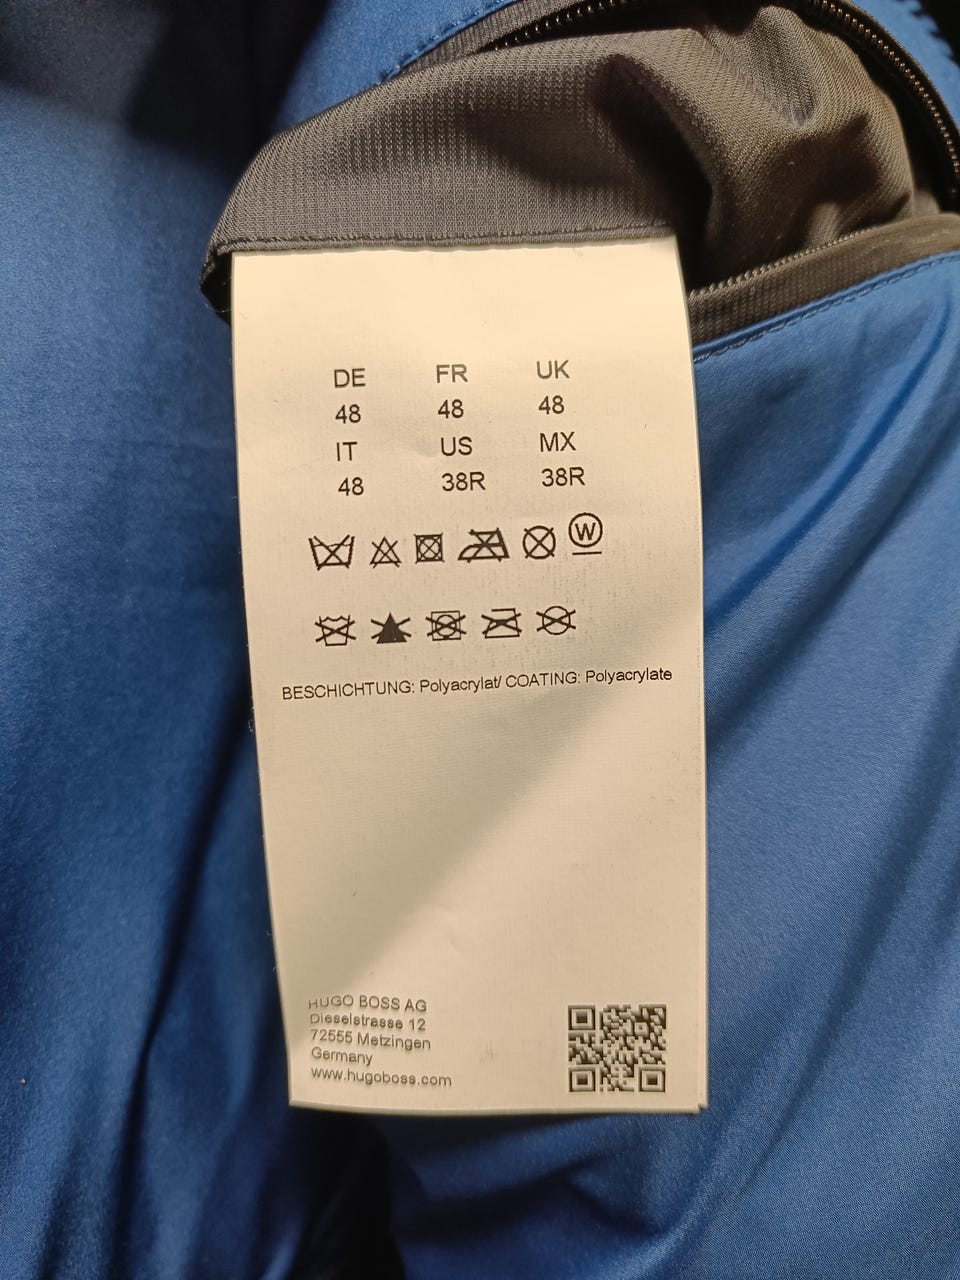 DE FR UK
48 48 48
IT US MX
48 38R 38R
W
BESCHICHTUNG: Polyacrylat/ COATING: Polyacrylate
HUGO BOSS AG
Dieselstrasse 12
72555 Metzingen
Germany
www.hugoboss.com